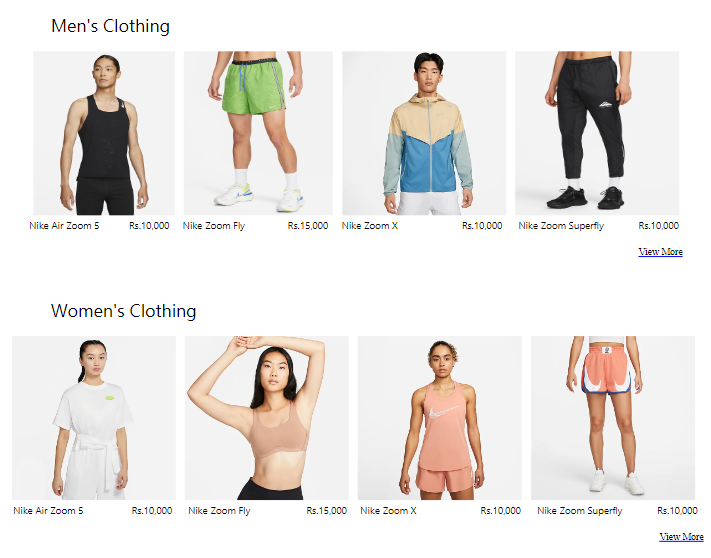 Men's Clothing
Nike Air Zoom 5 Rs.10,000 Nike Zoom Fly Rs.15,000 Nike Zoom X Rs.10,000 Nike Zoom Superfly Rs.10,000
View More
Women's Clothing
Nike Air Zoom 5 Rs.10,000 Nike Zoom Fly Rs.15,000 Nike Zoom X Rs.10,000 Nike Zoom Superfly Rs.10,000
View More